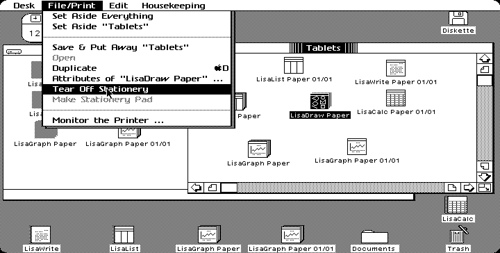 Desk File/Print Edit Housekeeping
Set Aside Everything
Set Aside "Tablets"
Save & Put Away "Tablets"
Open
Duplicate D
Attributes of "LisaDraw Paper" ...
Tear Off Stationery
Make Stationery Pad
Monitor the Printer ...
12
Diskette
Tablets
LisaList Paper 01/01
LisaWrite Paper 01/01
LisaDraw Paper
LisaCalc Paper 01/01
LisaGraph Paper
LisaGraph Paper 01/01
LisaGraph Paper
LisaGraph Paper 01/01
LisaCalc
LisaWrite
LisaList
LisaGraph Paper
LisaGraph Paper 01/01
Documents
Trash